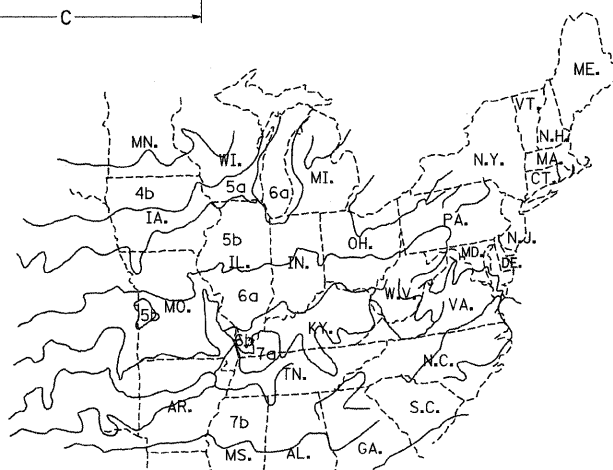 C
ME.
VT.
MN.
N.H.
WI.
N.Y.
MA.
4b
5a
6a
MI.
CT.
IA.
PA.
5b
OH.
N.J.
IL.
IN.
MD.
DE.
6a
W.V.
MO.
VA.
5b
KY.
6b
7a
TN.
N.C.
AR.
S.C.
7b
MS.
AL.
GA.